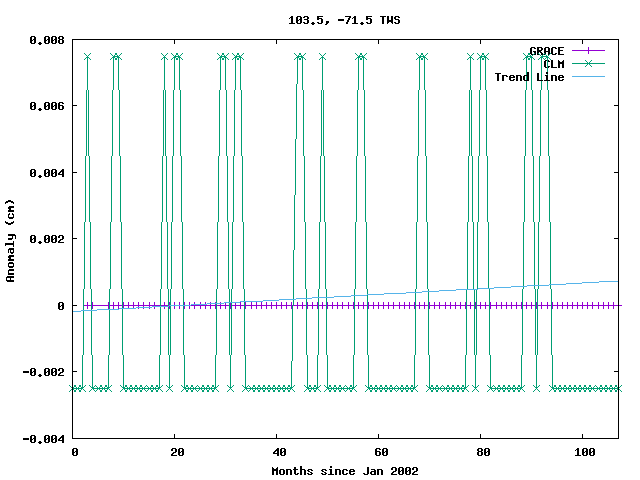 103.5, -71.5 TWS
GRACE
CLM
Trend Line
0.008
0.006
0.004
0.002
0
-0.002
-0.004
Anomaly (cm)
0 20 40 60 80 100
Months since Jan 2002